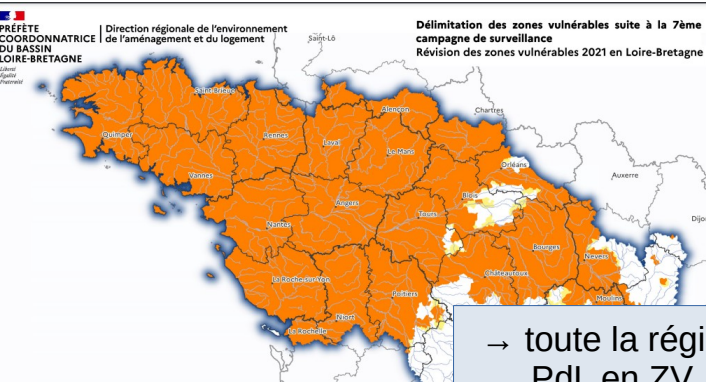 PRÉFÈTE
COORDONNATRICE
DU BASSIN
LOIRE-BRETAGNE
Liberté
Égalité
Fraternité
Direction régionale de l'environnement
de l'aménagement et du logement
Délimitation des zones vulnérables suite à la 7ème
campagne de surveillance
Révision des zones vulnérables 2021 en Loire-Bretagne
Saint-Lô
Saint-Brieuc
Alençon
Chartres
Quimper
Rennes
Laval
Le Mans
Orléans
Auxerre
Vannes
Blois
Angers
Tours
Dijo
Nantes
Bourges
Nevers
Châteauroux
La Roche-sur-Yon
Poitiers
Moulins
Niort
La Rochelle
→ toute la régi
PdL en ZV